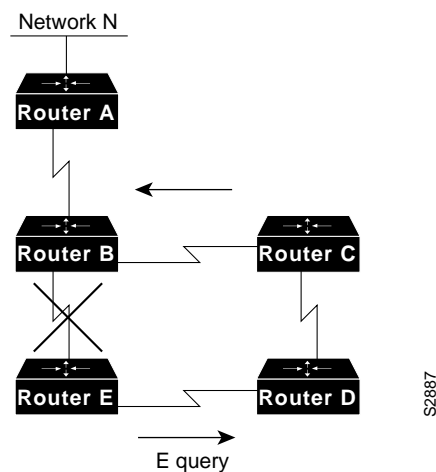 Network N
Router A
Router B
Router C
Router E
Router D
E query
S2887